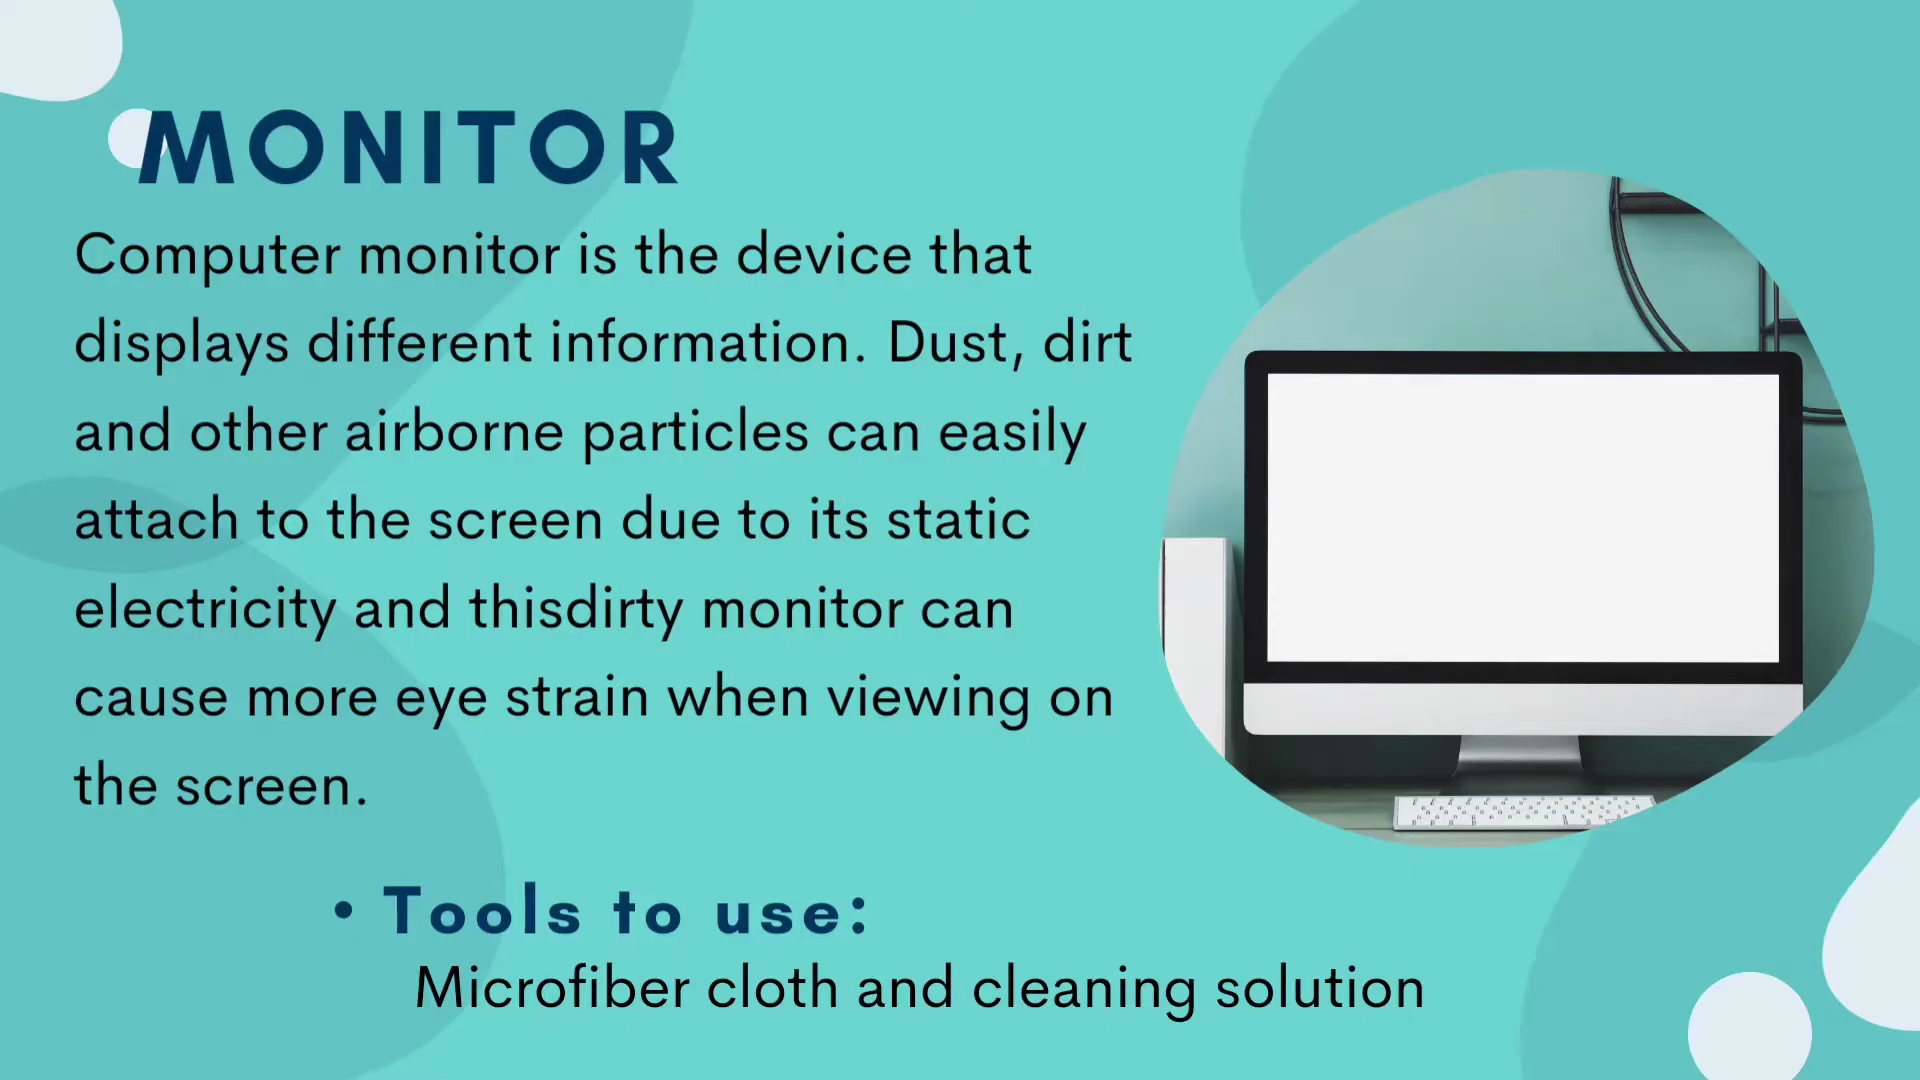 MONITOR
Computer monitor is the device that
displays different information. Dust, dirt
and other airborne particles can easily
attach to the screen due to its static
electricity and thisdirty monitor can
cause more eye strain when viewing on
the screen.
• Tools to use:
Microfiber cloth and cleaning solution